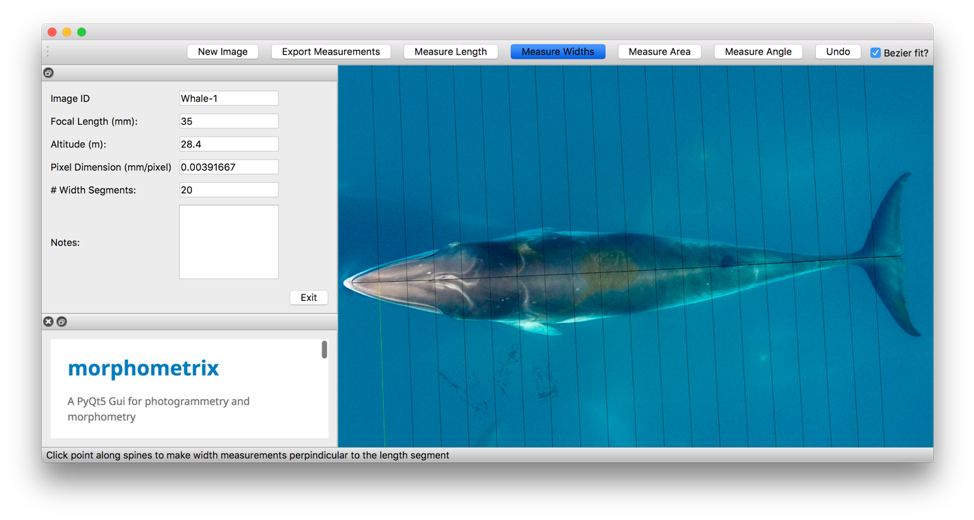 New Image
Export Measurements
Measure Length
Measure Widths
Measure Area
Measure Angle
Undo
Bezier fit?
Image ID
Whale-1
Focal Length (mm):
35
Altitude (m):
28.4
Pixel Dimension (mm/pixel)
0.00391667
# Width Segments:
20
Notes:
Exit
morphometrix
A PyQt5 Gui for photogrammetry and
morphometry
Click point along spines to make width measurements perpindicular to the length segment